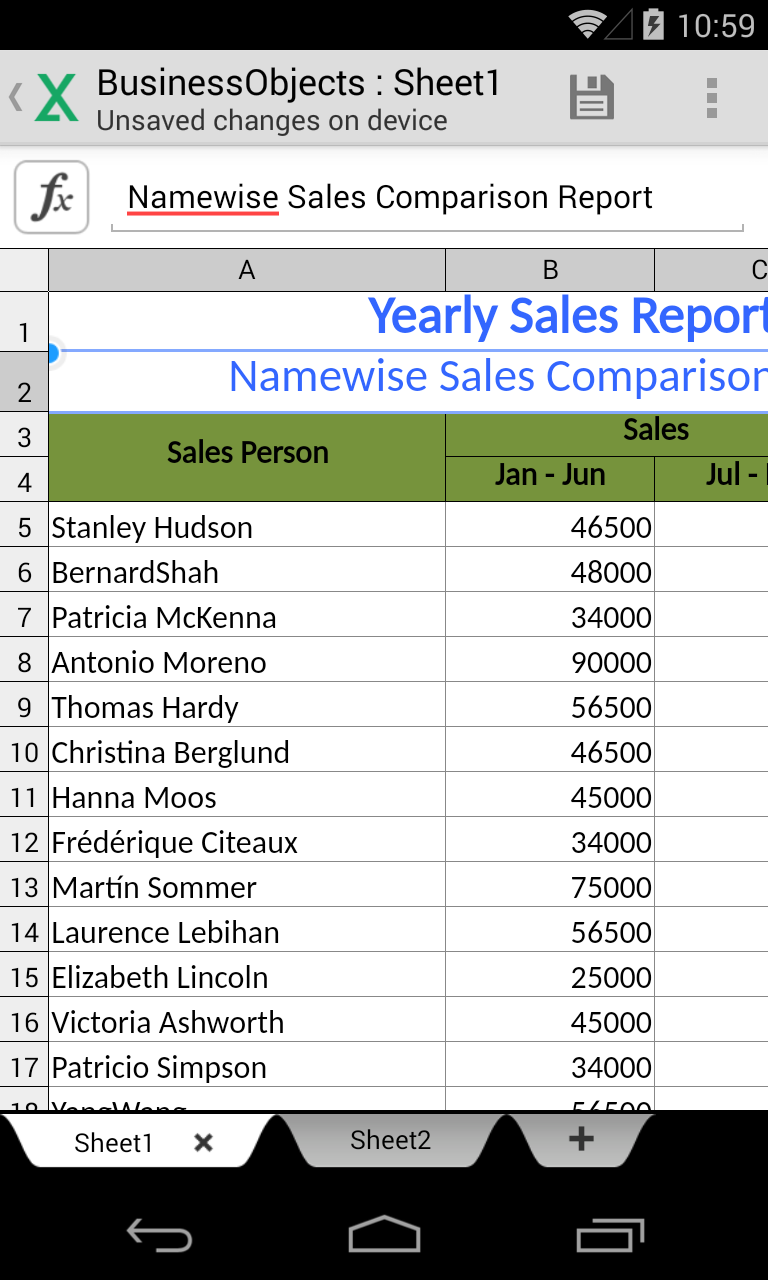 10:59
BusinessObjects : Sheet1
Unsaved changes on device
fx Namewise Sales Comparison Report
A B C
1 Yearly Sales Report
2 Namewise Sales Comparison
3 Sales Person Sales
4 Jan - Jun Jul -
5 Stanley Hudson 46500
6 BernardShah 48000
7 Patricia McKenna 34000
8 Antonio Moreno 90000
9 Thomas Hardy 56500
10 Christina Berglund 46500
11 Hanna Moos 45000
12 Frédérique Citeaux 34000
13 Martín Sommer 75000
14 Laurence Lebihan 56500
15 Elizabeth Lincoln 25000
16 Victoria Ashworth 45000
17 Patricio Simpson 34000
18 YangWang 56500
Sheet1 Sheet2 +